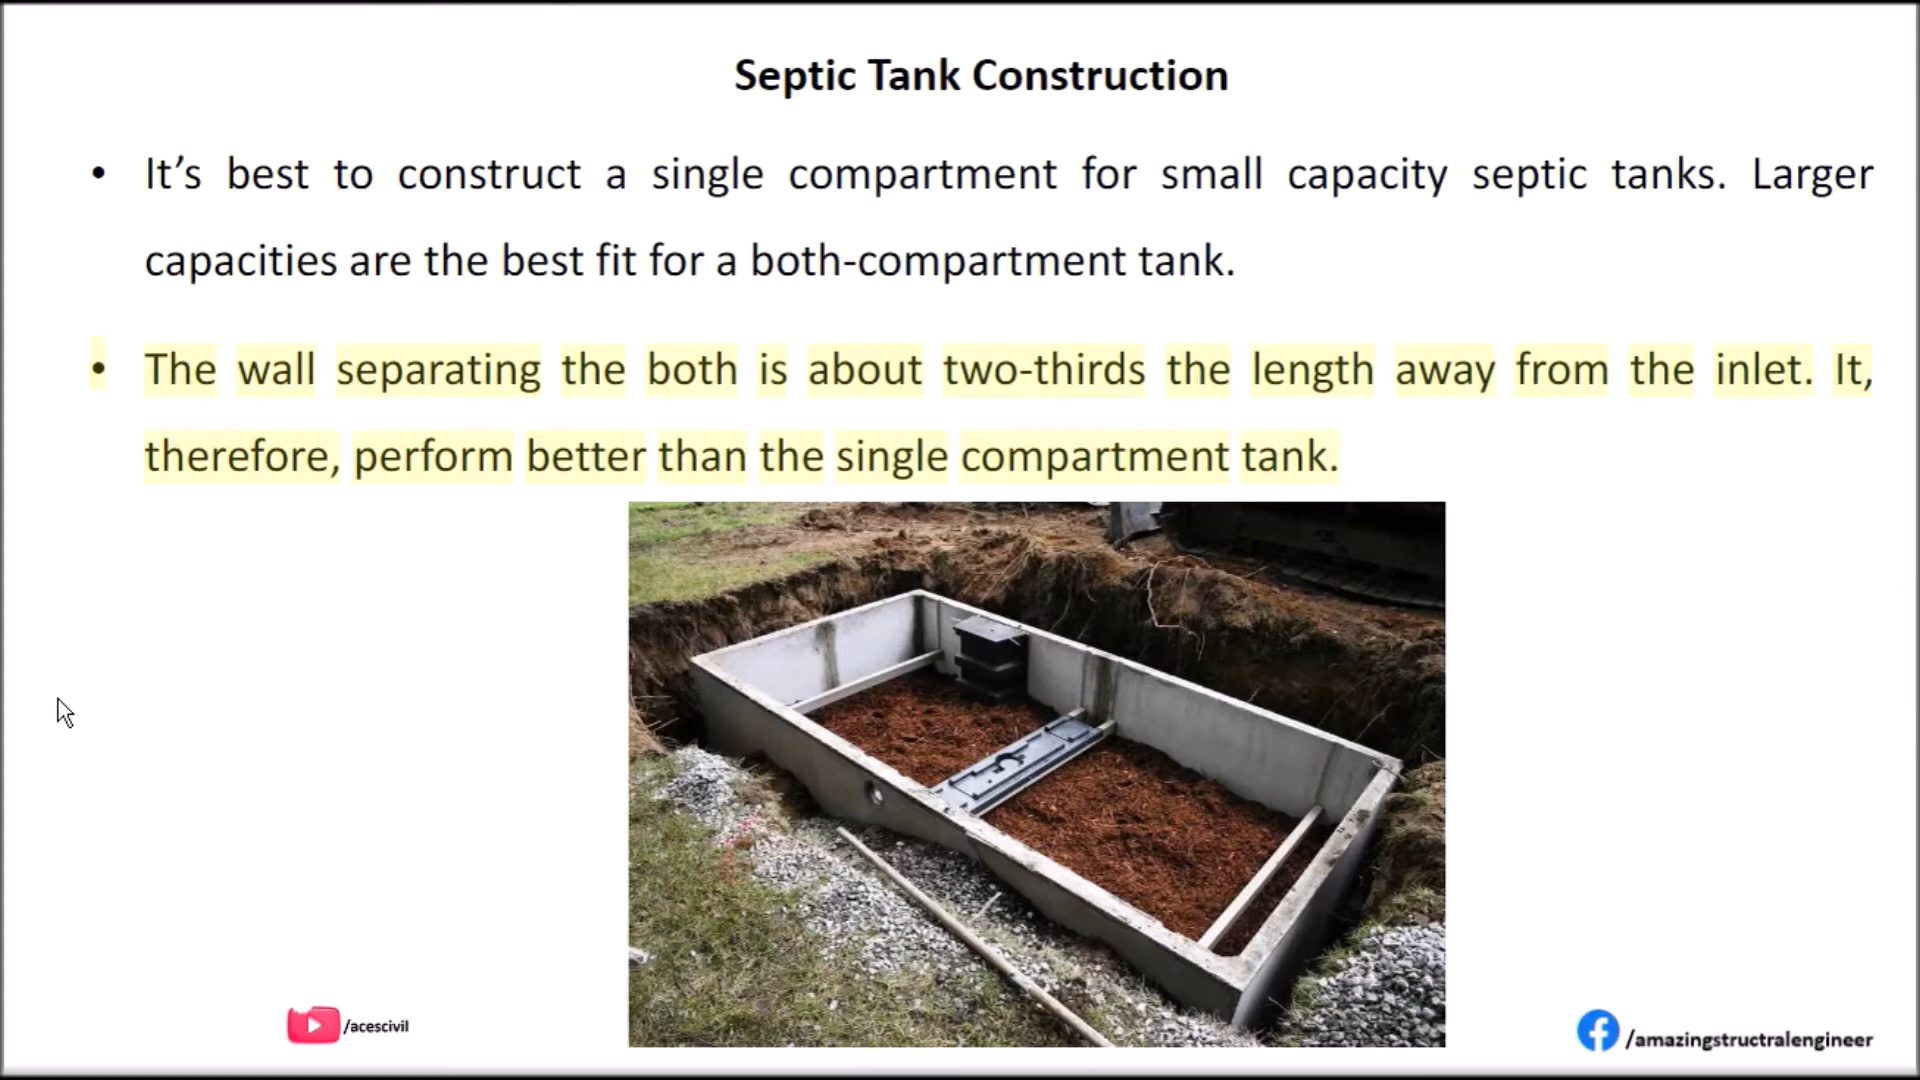 Septic Tank Construction
• It’s best to construct a single compartment for small capacity septic tanks. Larger
capacities are the best fit for a both-compartment tank.
• The wall separating the both is about two-thirds the length away from the inlet. It,
therefore, perform better than the single compartment tank.
/acescivil
/amazingstructralengineer